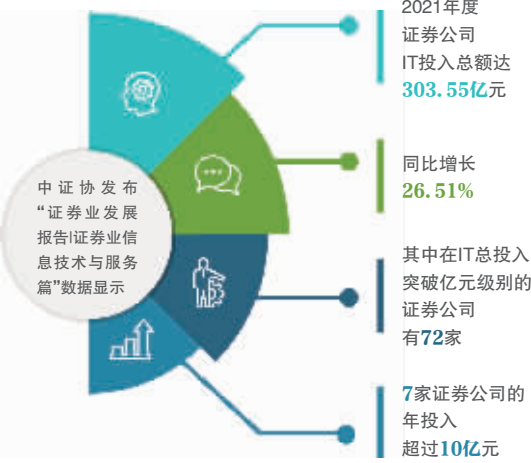 中证协发布
“证券业发展
报告|证券业信
息技术与服务
篇”数据显示
2021年度
证券公司
IT投入总额达
303.55亿元
同比增长
26.51%
其中在IT总投入
突破亿元级别的
证券公司
有72家
7家证券公司的
年投入
超过10亿元